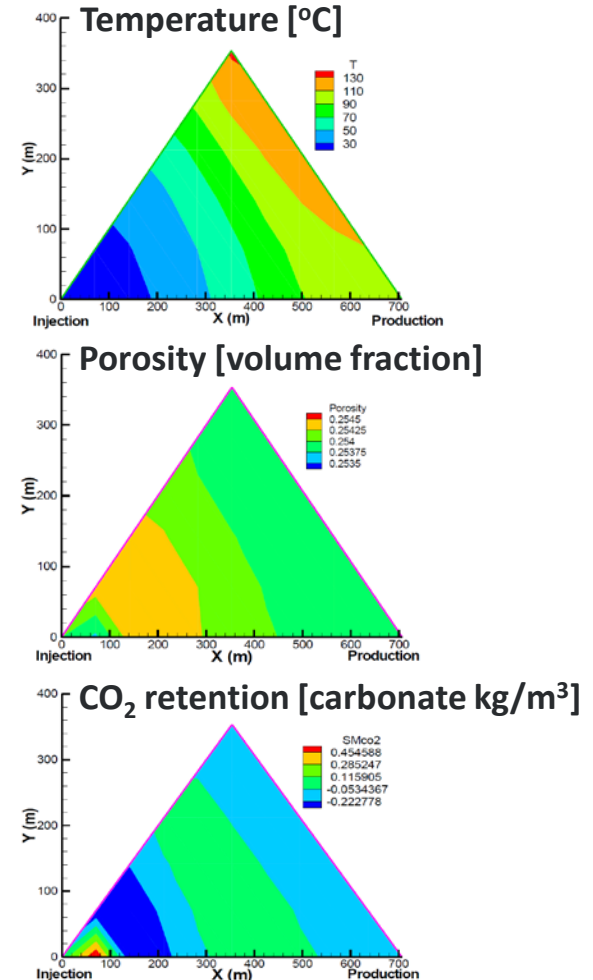 Temperature [°C]
400
300
200
100
0
Y (m)
T
130
110
90
70
50
30
0 100 200 300 400 500 600 700
Injection X (m) Production
Porosity [volume fraction]
400
300
200
100
0
Y (m)
Porosity
0.2545
0.25425
0.254
0.25375
0.2535
0 100 200 300 400 500 600 700
Injection X (m) Production
CO₂ retention [carbonate kg/m³]
400
300
200
100
0
Y (m)
SMco2
0.454588
0.285247
0.115905
-0.0534367
-0.222778
0 100 200 300 400 500 600 700
Injection X (m) Production